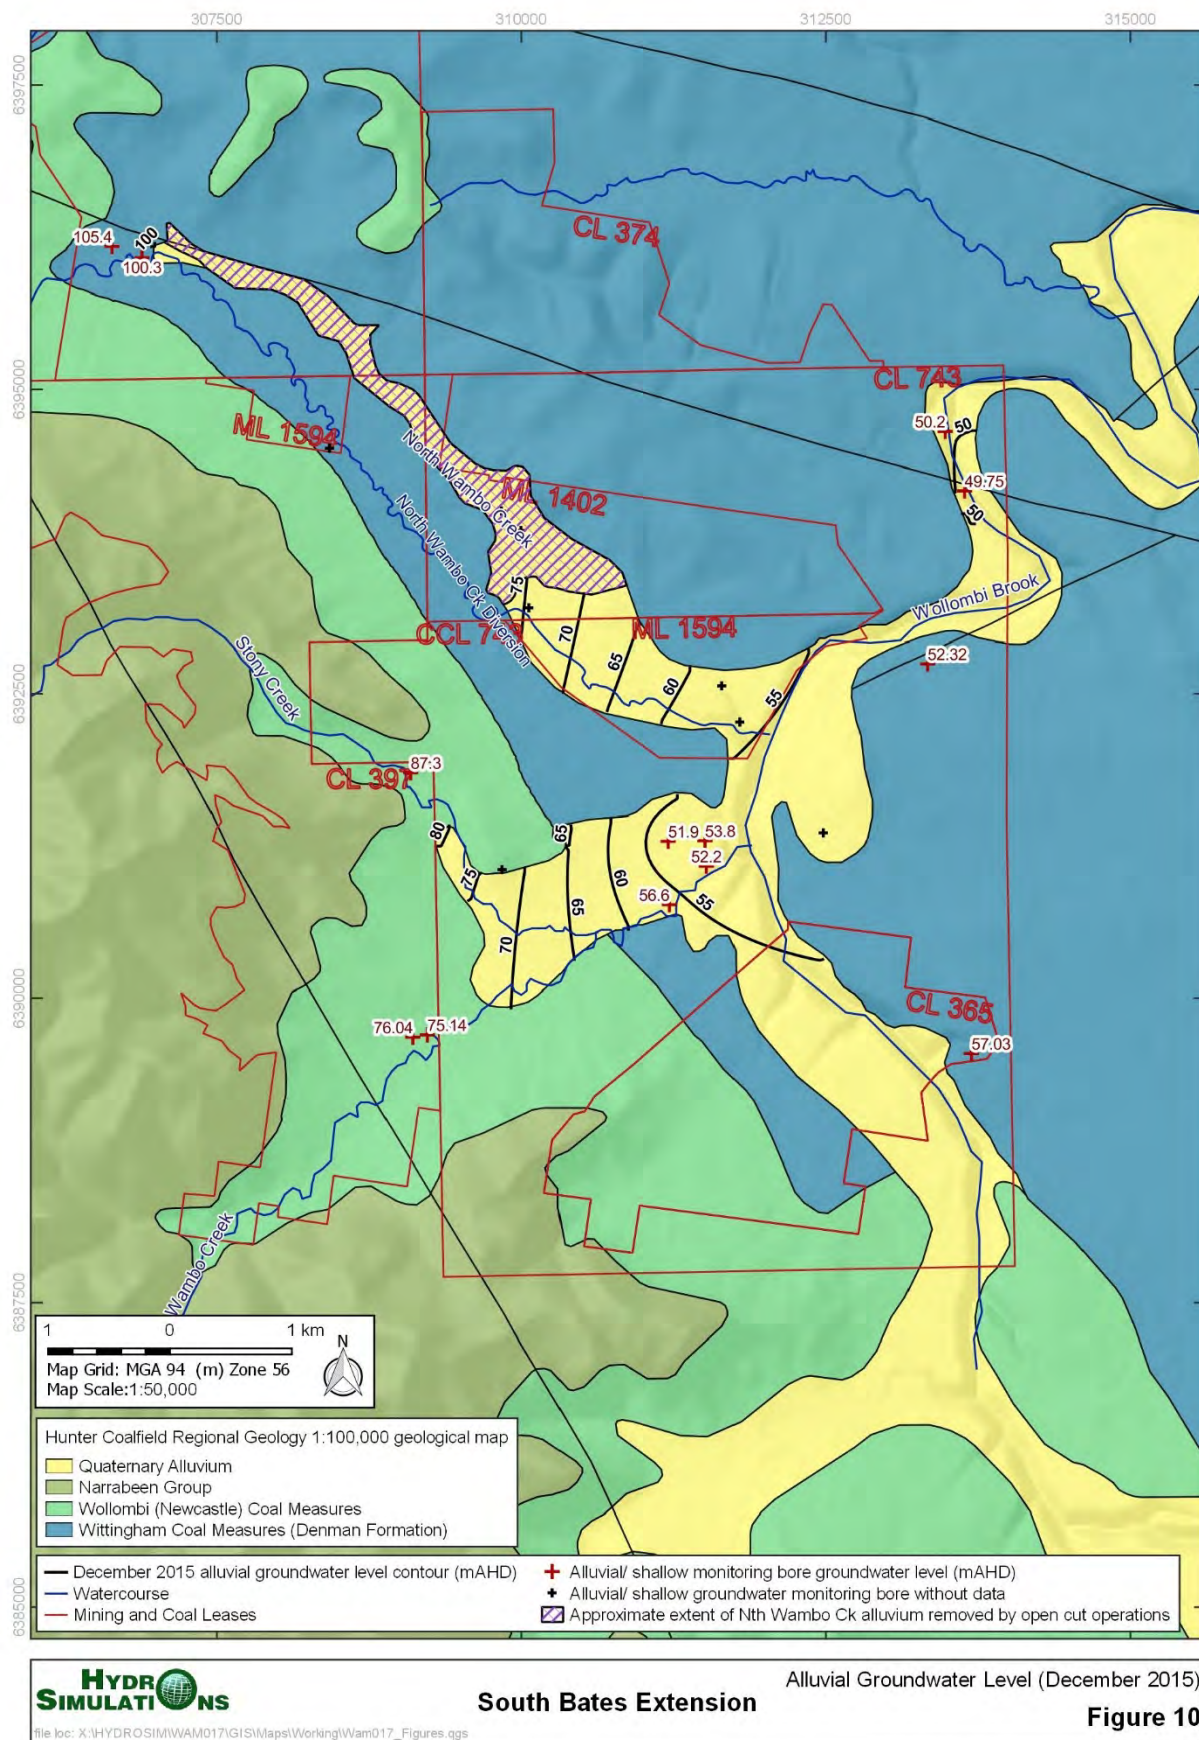 307500 310000 312500 315000
6397500
6395000
6392500
6390000
6387500
6385000
105.4
100
100.3
CL 374
CL 743
50.2
50
49.75
50
ML 1594
North Wambo Creek
ML 1402
North Wambo Ck Diversion
75
70
65
60
55
ML 1594
Wollombi Brook
52.32
Stony Creek
87.3
CL 397
80
75
70
65
65
60
55
51.9
53.8
52.2
56.6
76.04
75.14
CL 365
57.03
Wambo Creek
1 0 1 km
N
Map Grid: MGA 94 (m) Zone 56
Map Scale:1:50,000
Hunter Coalfield Regional Geology 1:100,000 geological map
Quaternary Alluvium
Narrabeen Group
Wollombi (Newcastle) Coal Measures
Wittingham Coal Measures (Denman Formation)
December 2015 alluvial groundwater level contour (mAHD)
Watercourse
Mining and Coal Leases
Alluvial/ shallow monitoring bore groundwater level (mAHD)
Alluvial/ shallow groundwater monitoring bore without data
Approximate extent of Nth Wambo Ck alluvium removed by open cut operations
HYDRO
SIMULATIONS
South Bates Extension
Alluvial Groundwater Level (December 2015)
Figure 10
file loc: X:\HYDROSIM\WAM017\GIS\Maps\Working\Wam017_Figures.qgs